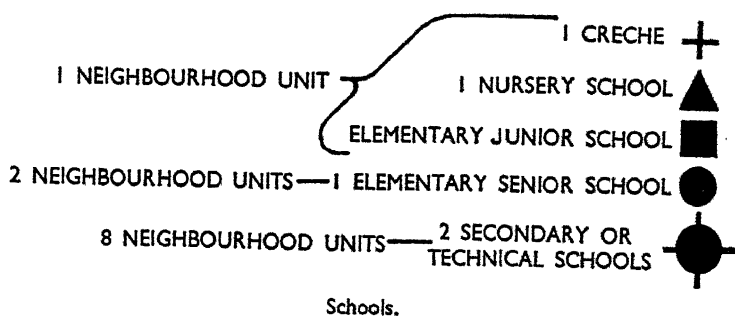 1 CRECHE
1 NEIGHBOURHOOD UNIT
1 NURSERY SCHOOL
ELEMENTARY JUNIOR SCHOOL
2 NEIGHBOURHOOD UNITS—1 ELEMENTARY SENIOR SCHOOL
8 NEIGHBOURHOOD UNITS—2 SECONDARY OR
TECHNICAL SCHOOLS
Schools.